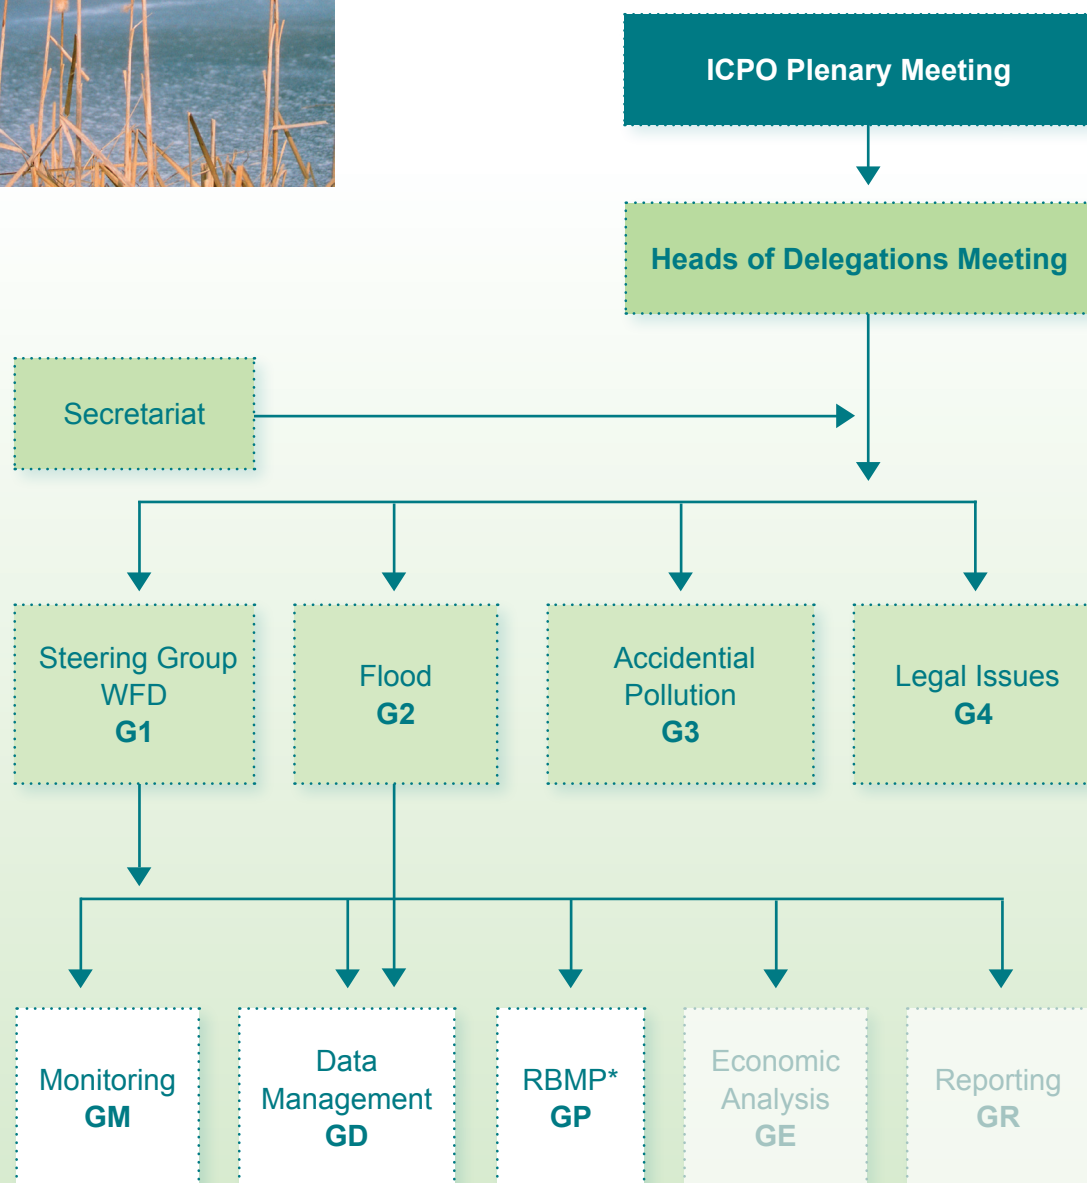 ICPO Plenary Meeting
Heads of Delegations Meeting
Secretariat
Steering Group
WFD
G1
Flood
G2
Accidential
Pollution
G3
Legal Issues
G4
Monitoring
GM
Data
Management
GD
RBMP*
GP
Economic
Analysis
GE
Reporting
GR